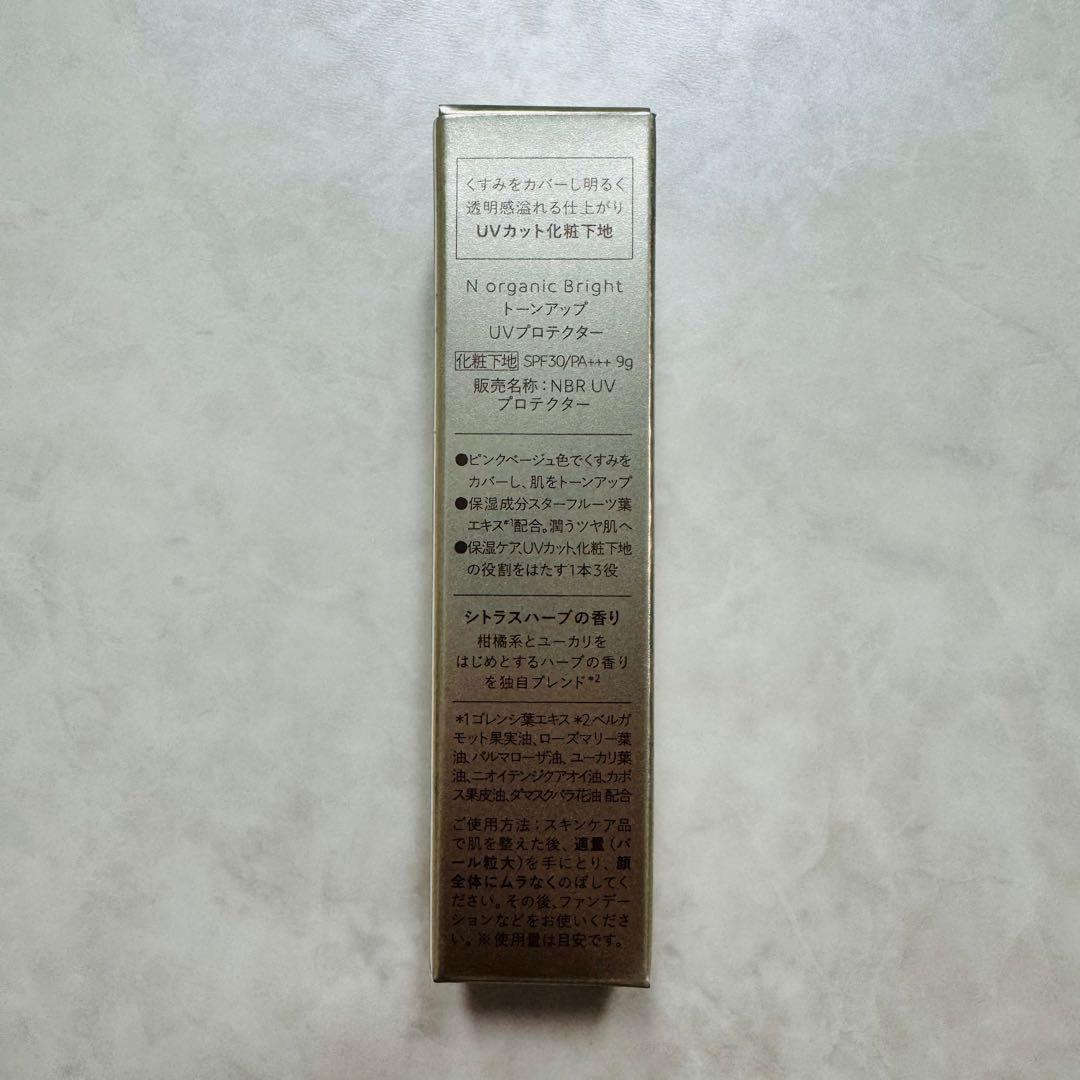 くすみをカバーし明るく
透明感溢れる仕上がり
UVカット化粧下地
N organic Bright
トーンアップ
UVプロテクター
化粧下地 SPF30/PA+++ 9g
販売名称：NBR UV
プロテクター
●ピンクベージュ色でくすみを
カバーし、肌をトーンアップ
●保湿成分スターフルーツ葉
エキス*1配合。潤うツヤ肌へ
●保湿ケア、UVカット、化粧下地
の役割をはたす1本3役
シトラスハーブの香り
柑橘系とユーカリを
はじめとするハーブの香り
を独自ブレンド*2
*1ゴレンシ葉エキス *2ベルガ
モット果実油、ローズマリー葉
油、パルマローザ油、ユーカリ葉
油、ニオイテンジクアオイ油、カボ
ス果皮油、ダマスクバラ花油 配合
ご使用方法：スキンケア品
で肌を整えた後、適量（パ
ール粒大）を手にとり、顔
全体にムラなくのばしてく
ださい。その後、ファンデー
ションなどをお使いくださ
い。※使用量は目安です。